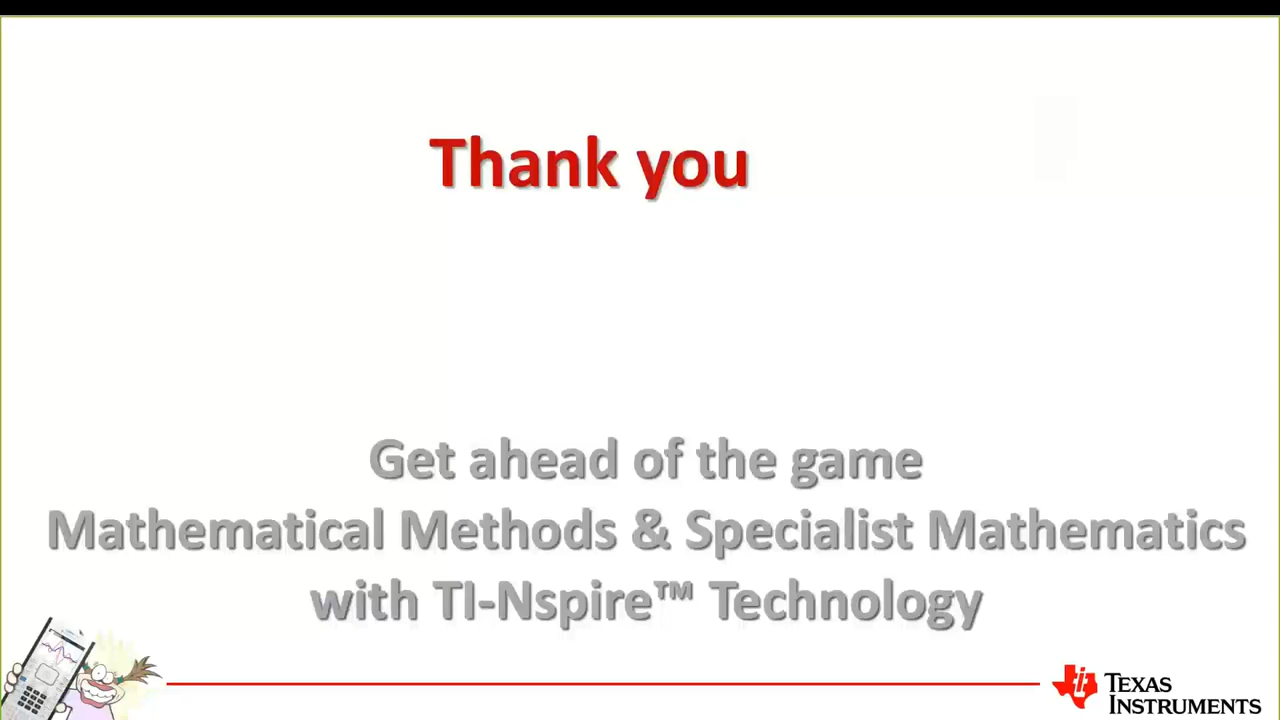 Thank you
Get ahead of the game
Mathematical Methods & Specialist Mathematics
with TI-Nspire™ Technology
TEXAS
INSTRUMENTS